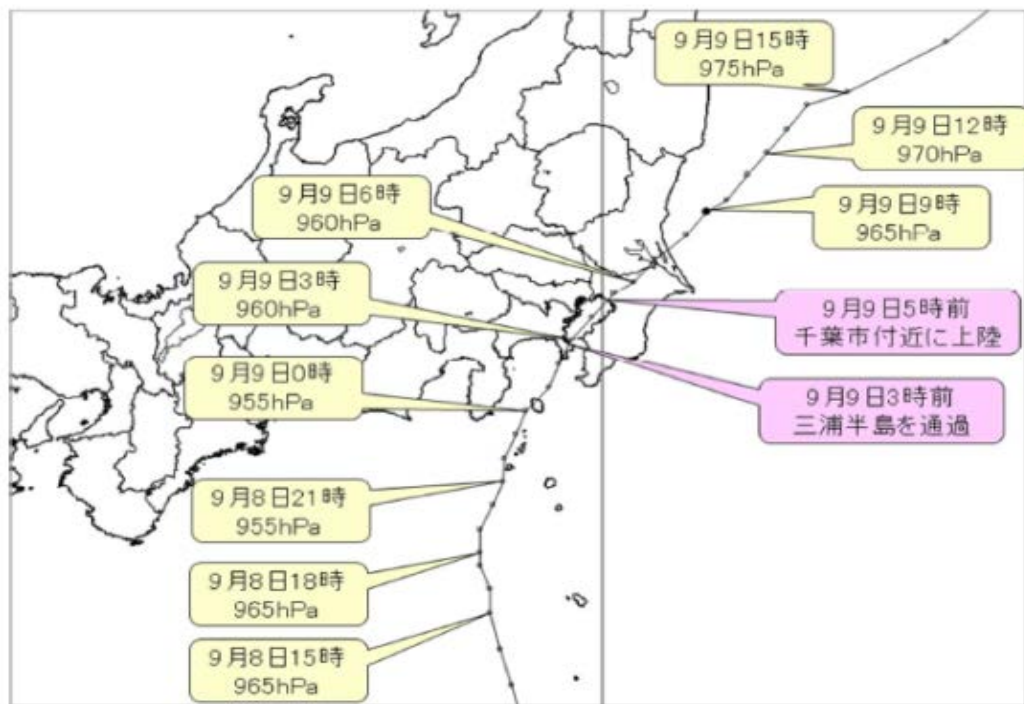 9月9日15時
975hPa
9月9日12時
970hPa
9月9日6時
960hPa
9月9日9時
965hPa
9月9日3時
960hPa
9月9日5時前
千葉市付近に上陸
9月9日0時
955hPa
9月9日3時前
三浦半島を通過
9月8日21時
955hPa
9月8日18時
965hPa
9月8日15時
965hPa